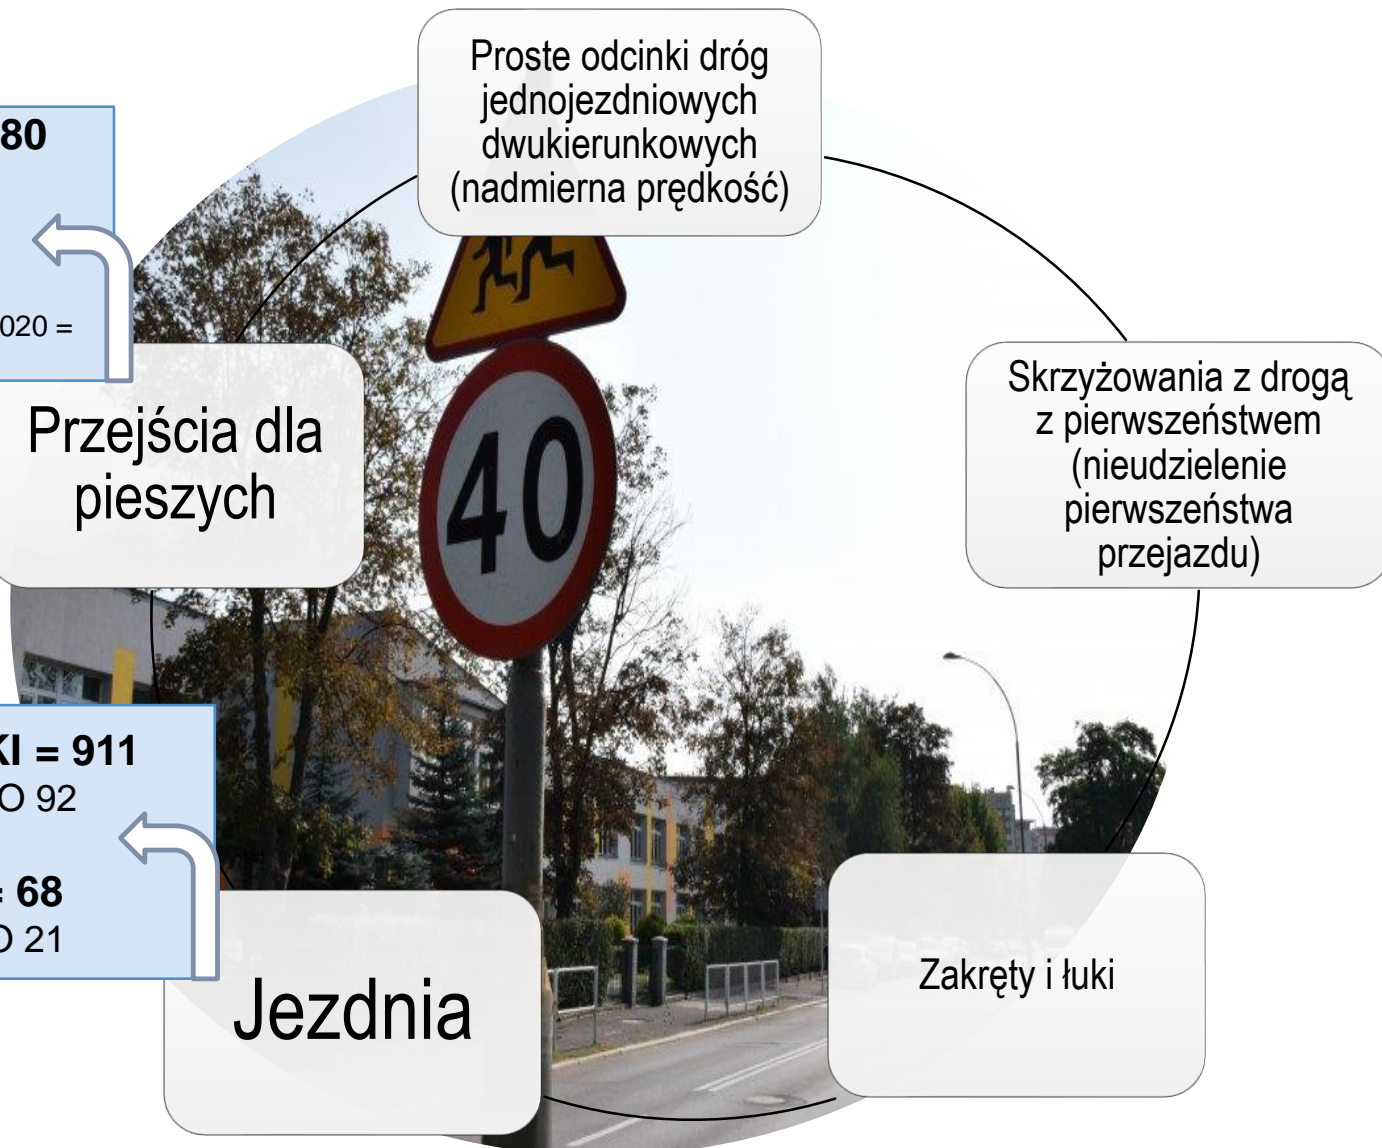 Proste odcinki dróg
jednojezdniowych
dwukierunkowych
(nadmierna prędkość)
80
020 =
Przejścia dla
pieszych
40
Skrzyżowania z drogą
z pierwszeństwem
(nieudzielenie
pierwszeństwa
przejazdu)
KI = 911
O 92
= 68
O 21
Jezdnia
Zakręty i łuki